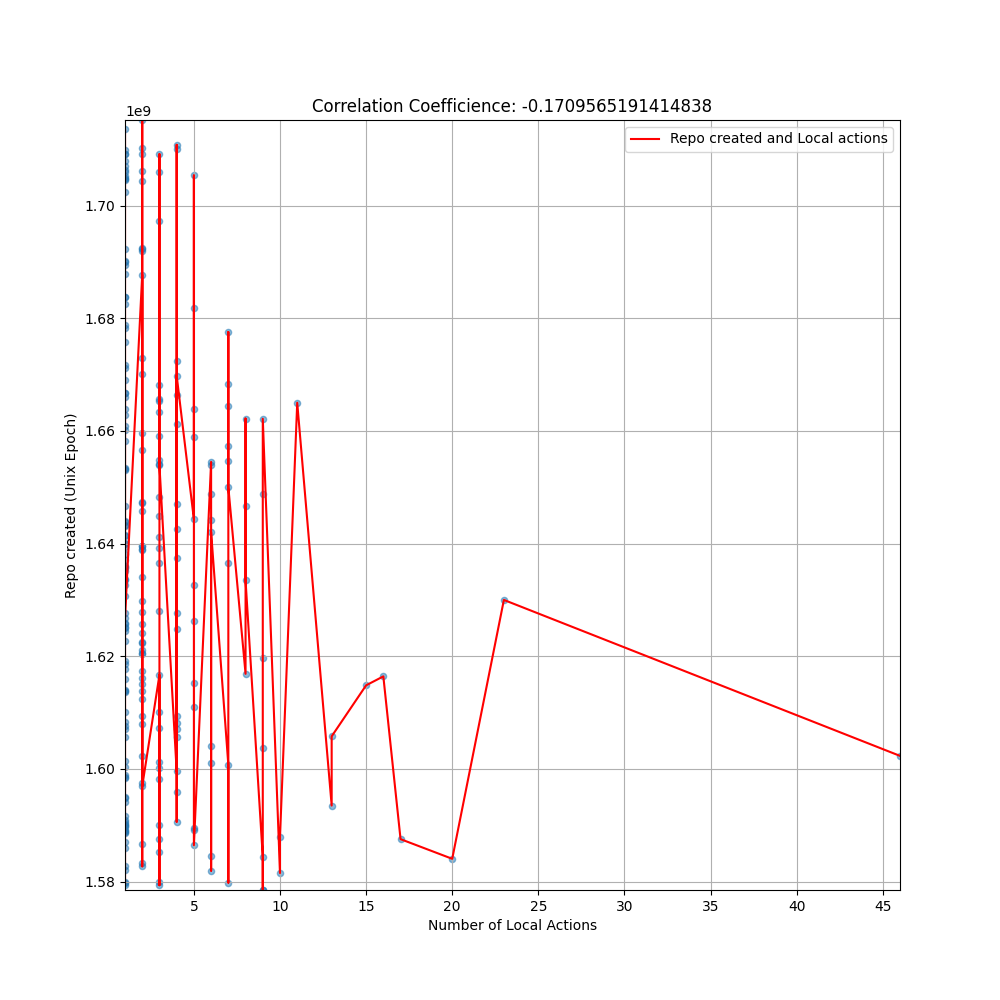 Correlation Coefficience: -0.1709565191414838
1e9
Repo created and Local actions
1.70
1.68
1.66
1.64
1.62
1.60
1.58
Repo created (Unix Epoch)
5 10 15 20 25 30 35 40 45
Number of Local Actions